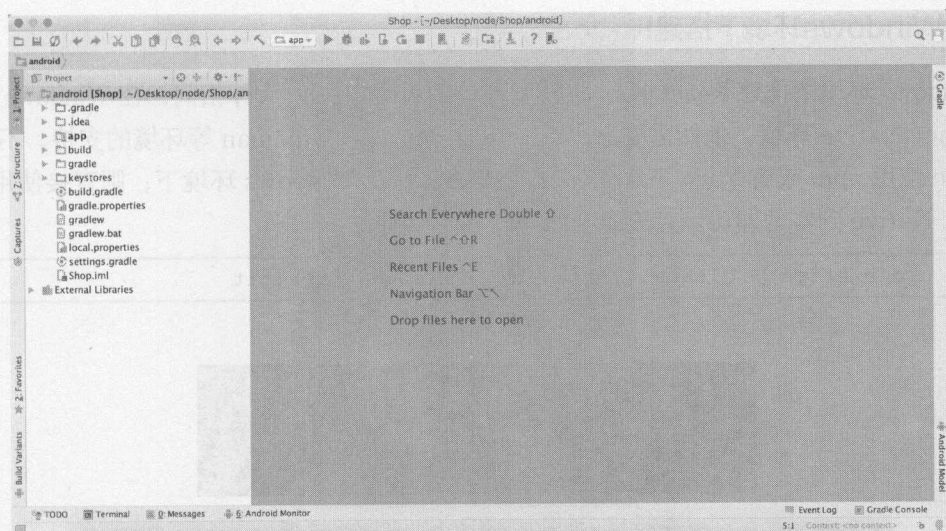 Shop - [~/Desktop/node/Shop/android]
app
android
Project
android [Shop] ~/Desktop/node/Shop/an
.gradle
.idea
app
build
gradle
keystores
build.gradle
gradle.properties
gradlew
gradlew.bat
local.properties
settings.gradle
Shop.iml
External Libraries
1: Project
Z: Structure
Captures
2: Favorites
Build Variants
Search Everywhere Double ⇧
Go to File ^⇧R
Recent Files ^E
Navigation Bar ⌥↖
Drop files here to open
Gradle
Android Model
TODO
Terminal
0: Messages
6: Android Monitor
Event Log
Gradle Console
5:1 Context: <no context>